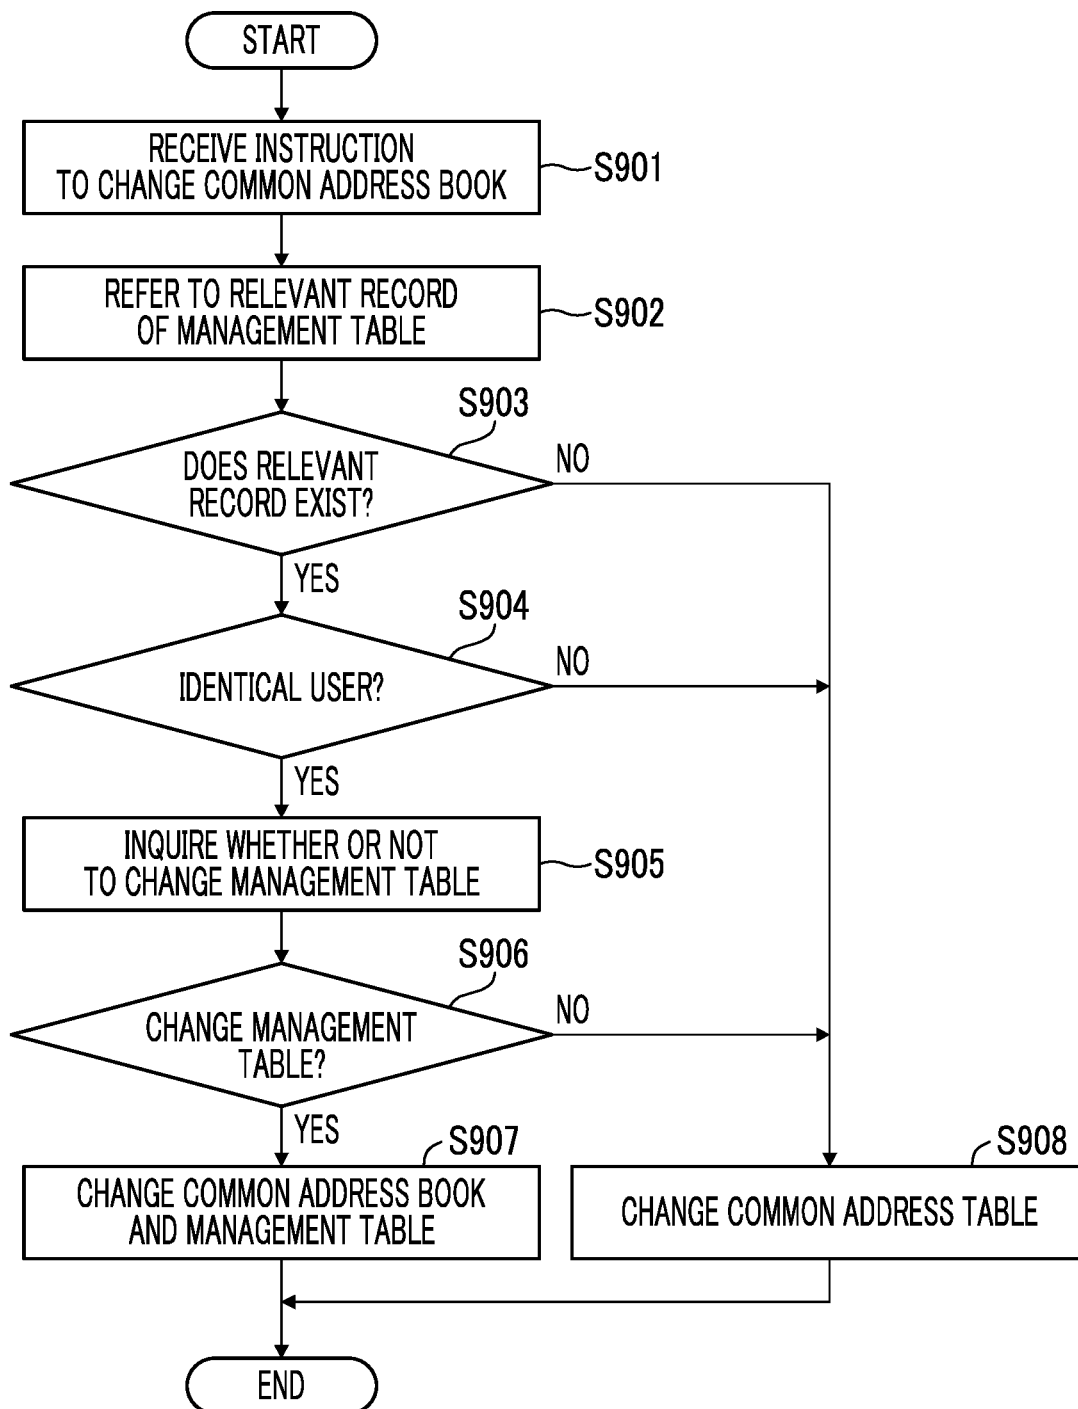 START
RECEIVE INSTRUCTION
TO CHANGE COMMON ADDRESS BOOK
S901
REFER TO RELEVANT RECORD
OF MANAGEMENT TABLE
S902
S903
DOES RELEVANT
RECORD EXIST?
NO
YES
S904
IDENTICAL USER?
NO
YES
INQUIRE WHETHER OR NOT
TO CHANGE MANAGEMENT TABLE
S905
S906
CHANGE MANAGEMENT
TABLE?
NO
YES
S907
CHANGE COMMON ADDRESS BOOK
AND MANAGEMENT TABLE
S908
CHANGE COMMON ADDRESS TABLE
END